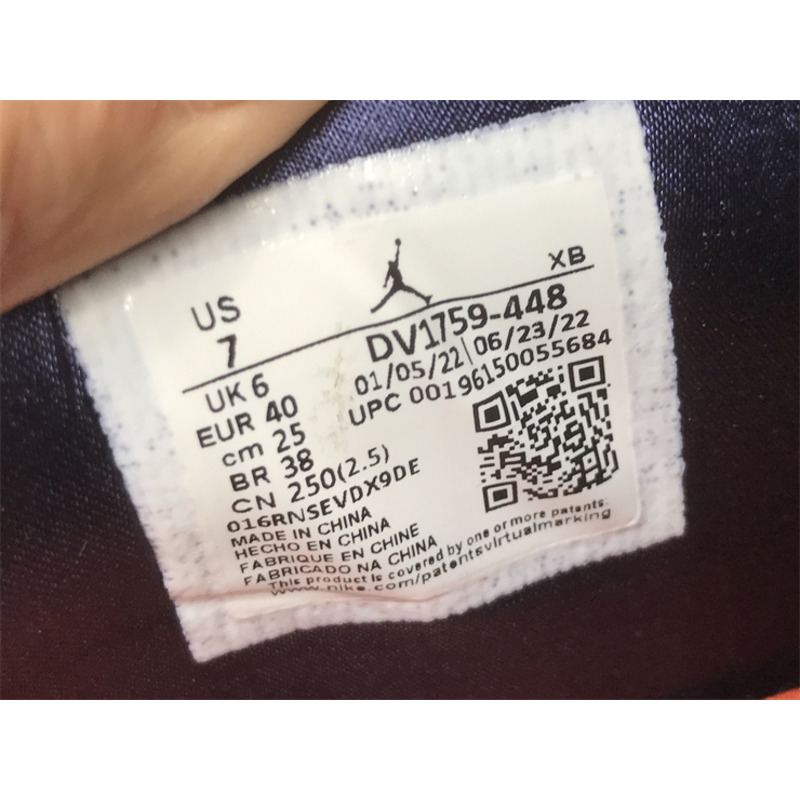 XB
US
7
DV1759-448
01/05/22\06/23/22
UPC 00196150055684
UK 6
EUR 40
cm 25
BR 38
CN 250(2.5)
016RNSEVDX9DE
MADE IN CHINA
HECHO EN CHINA
FABRIQUE EN CHINE
FABRICADO NA CHINA
This product is covered by one or more patents:
www.nike.com/patentsvirtualmarking